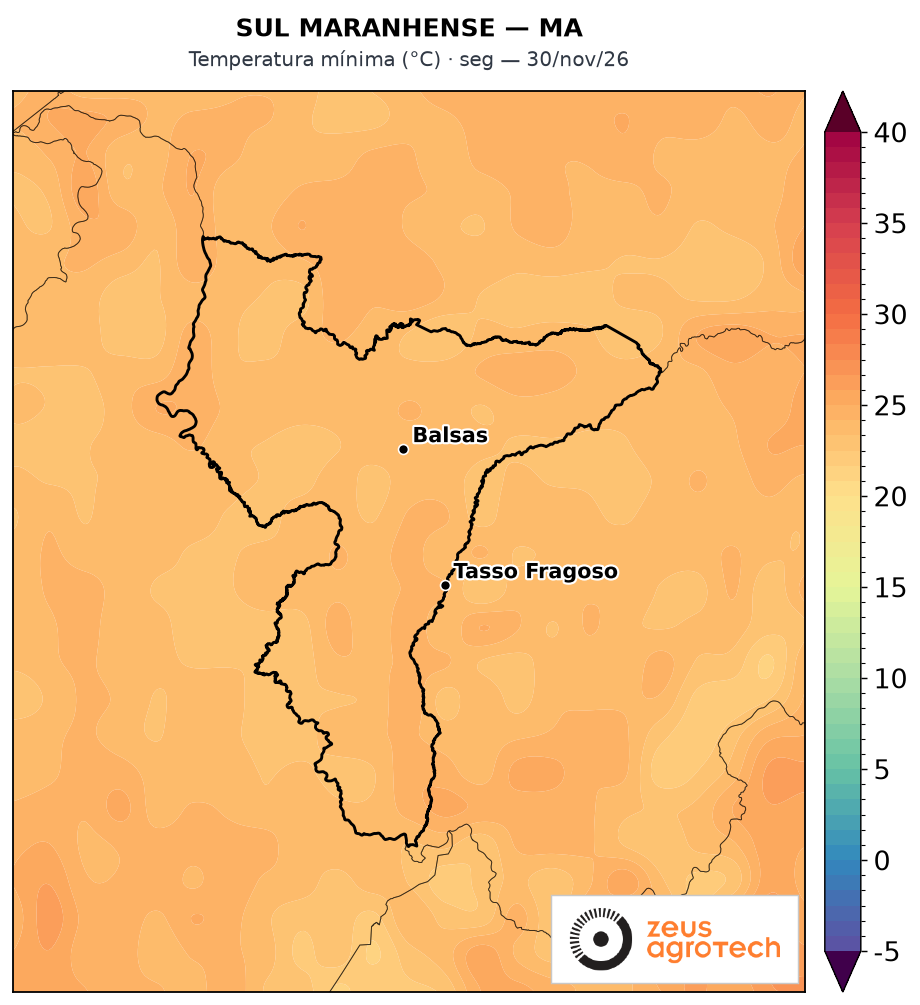 SUL MARANHENSE — MA
Temperatura mínima (°C) · seg — 30/nov/26
40
35
30
25
20
15
10
5
0
-5
Balsas
Tasso Fragoso
zeus
agrotech